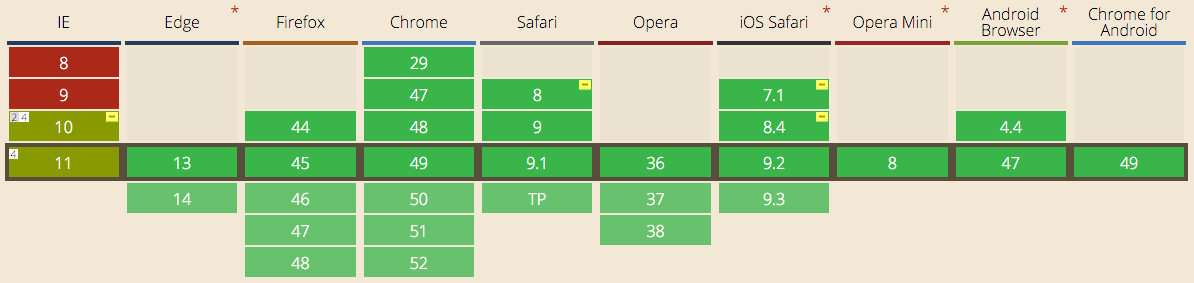 IE Edge * Firefox Chrome Safari Opera iOS Safari * Opera Mini * Android Browser * Chrome for Android
8 29
9 47 8 - 7.1 -
2 4 10 - 44 48 9 8.4 - 4.4
4 11 13 45 49 9.1 36 9.2 8 47 49
14 46 50 TP 37 9.3
47 51 38
48 52